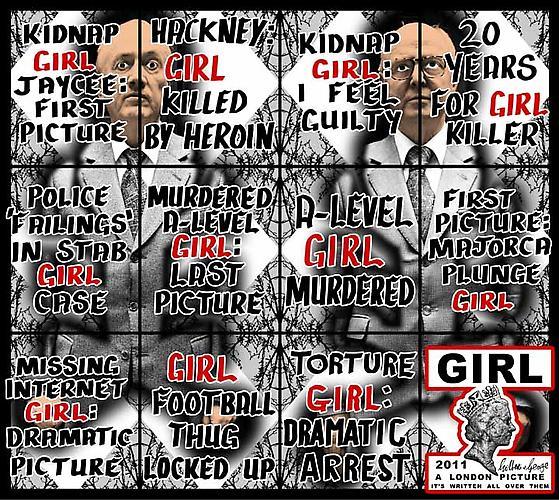 KIDNAP
GIRL
JAYCEE:
FIRST
PICTURE
HACKNEY:
GIRL
KILLED
BY HEROIN
KIDNAP
GIRL:
I FEEL
GUILTY
20
YEARS
FOR GIRL
KILLER
POLICE
'FAILINGS'
IN STAB
GIRL
CASE
MURDERED
A-LEVEL
GIRL:
LAST
PICTURE
A-LEVEL
GIRL
MURDERED
FIRST
PICTURE:
MAJORCA
PLUNGE
GIRL
MISSING
INTERNET
GIRL:
DRAMATIC
PICTURE
GIRL
FOOTBALL
THUG
LOCKED UP
TORTURE
GIRL:
DRAMATIC
ARREST
GIRL
2011 Gilbert & George
A LONDON PICTURE
IT'S WRITTEN ALL OVER THEM